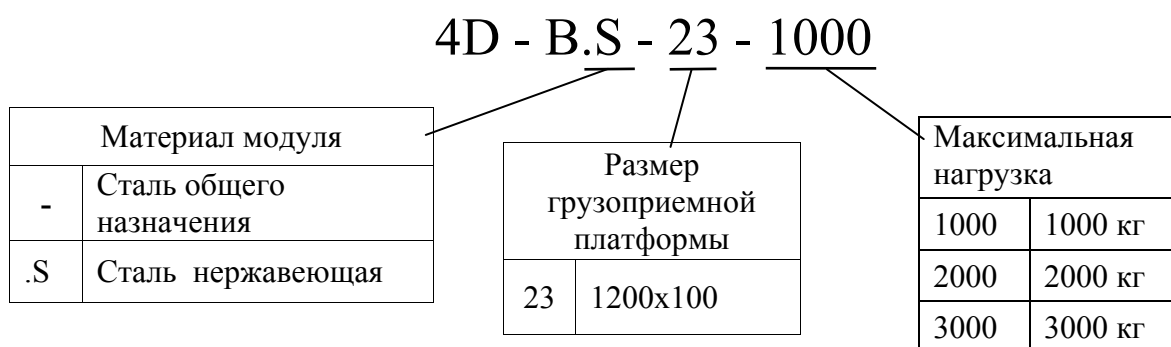 4D - B.S - 23 - 1000
Материал модуля
-
Сталь общего
назначения
.S
Сталь нержавеющая
Размер
грузоприемной
платформы
23
1200х100
Максимальная
нагрузка
1000
1000 кг
2000
2000 кг
3000
3000 кг